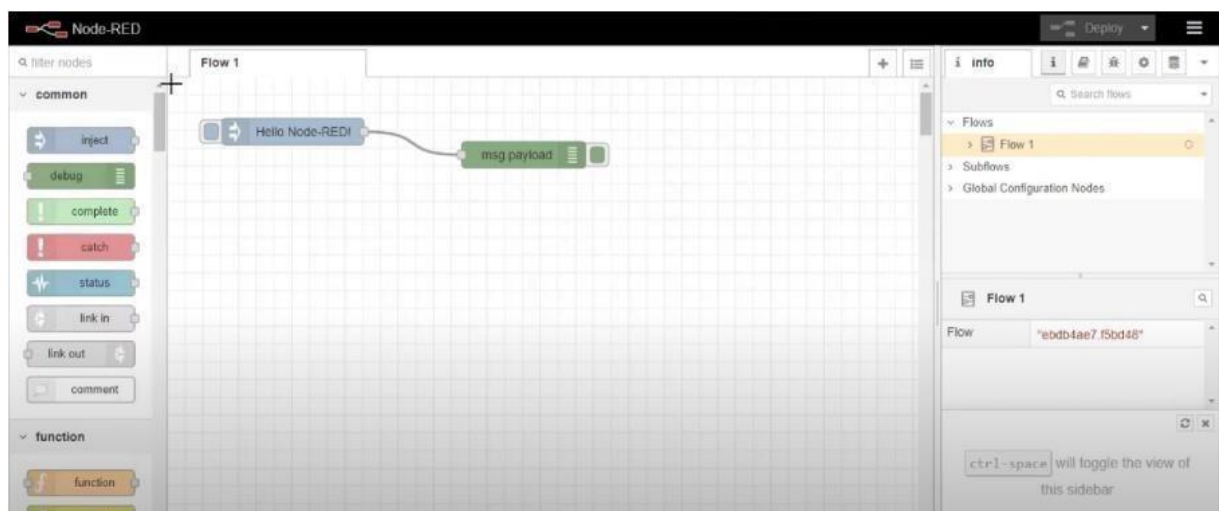 Node-RED
Deploy
filter nodes
Flow 1
i info
Search flows
common
Flows
Flow 1
Subflows
Global Configuration Nodes
inject
debug
complete
catch
status
link in
link out
comment
function
function
Hello Node-RED!
msg.payload
Flow 1
Flow "ebdb4ae7.f5bd48"
ctrl-space will toggle the view of
this sidebar